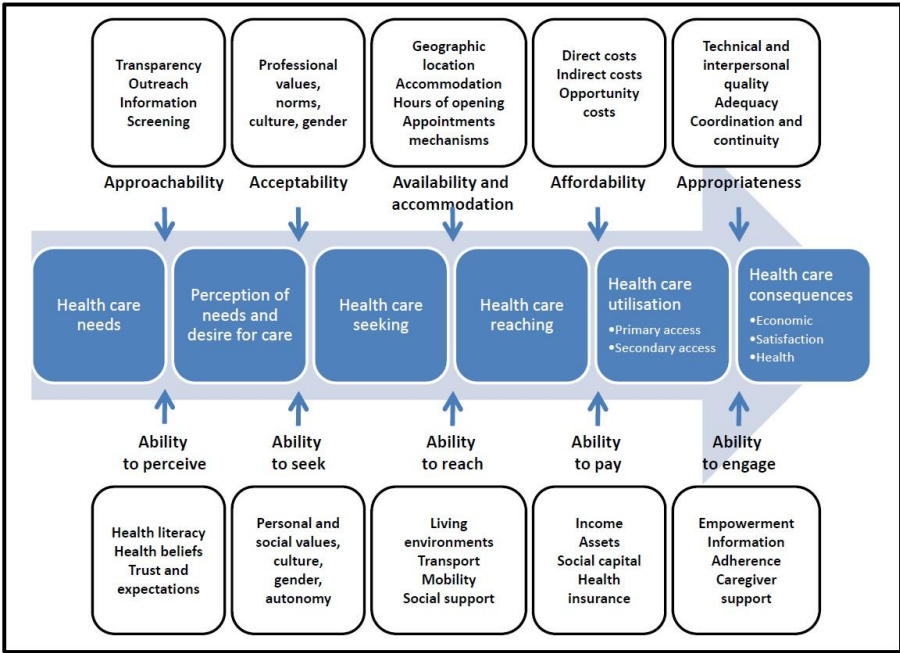 Transparency
Outreach
Information
Screening
Professional
values,
norms,
culture, gender
Geographic
location
Accommodation
Hours of opening
Appointments
mechanisms
Direct costs
Indirect costs
Opportunity
costs
Technical and
interpersonal
quality
Adequacy
Coordination and
continuity
Approachability
Acceptability
Availability and
accommodation
Affordability
Appropriateness
Health care
needs
Perception of
needs and
desire for care
Health care
seeking
Health care
reaching
Health care
utilisation
•Primary access
•Secondary access
Health care
consequences
•Economic
•Satisfaction
•Health
Ability
to perceive
Ability
to seek
Ability
to reach
Ability
to pay
Ability
to engage
Health literacy
Health beliefs
Trust and
expectations
Personal and
social values,
culture,
gender,
autonomy
Living
environments
Transport
Mobility
Social support
Income
Assets
Social capital
Health
insurance
Empowerment
Information
Adherence
Caregiver
support